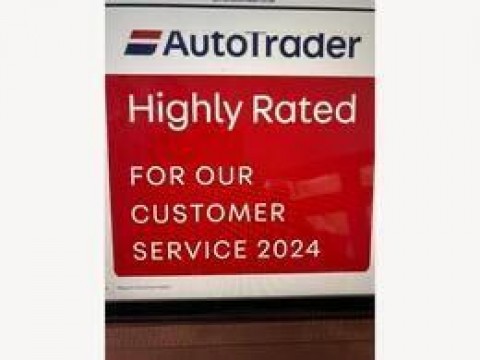 AutoTrader
Highly Rated
FOR OUR
CUSTOMER
SERVICE 2024